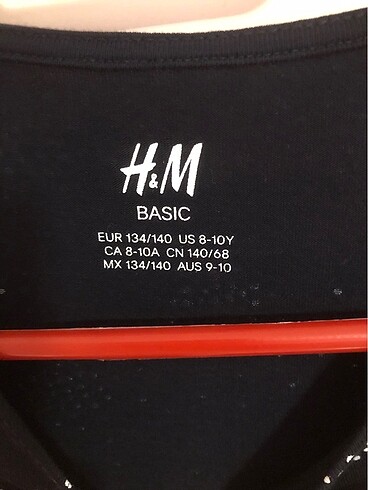 H&M
BASIC
EUR 134/140 US 8-10Y
CA 8-10A CN 140/68
MX 134/140 AUS 9-10